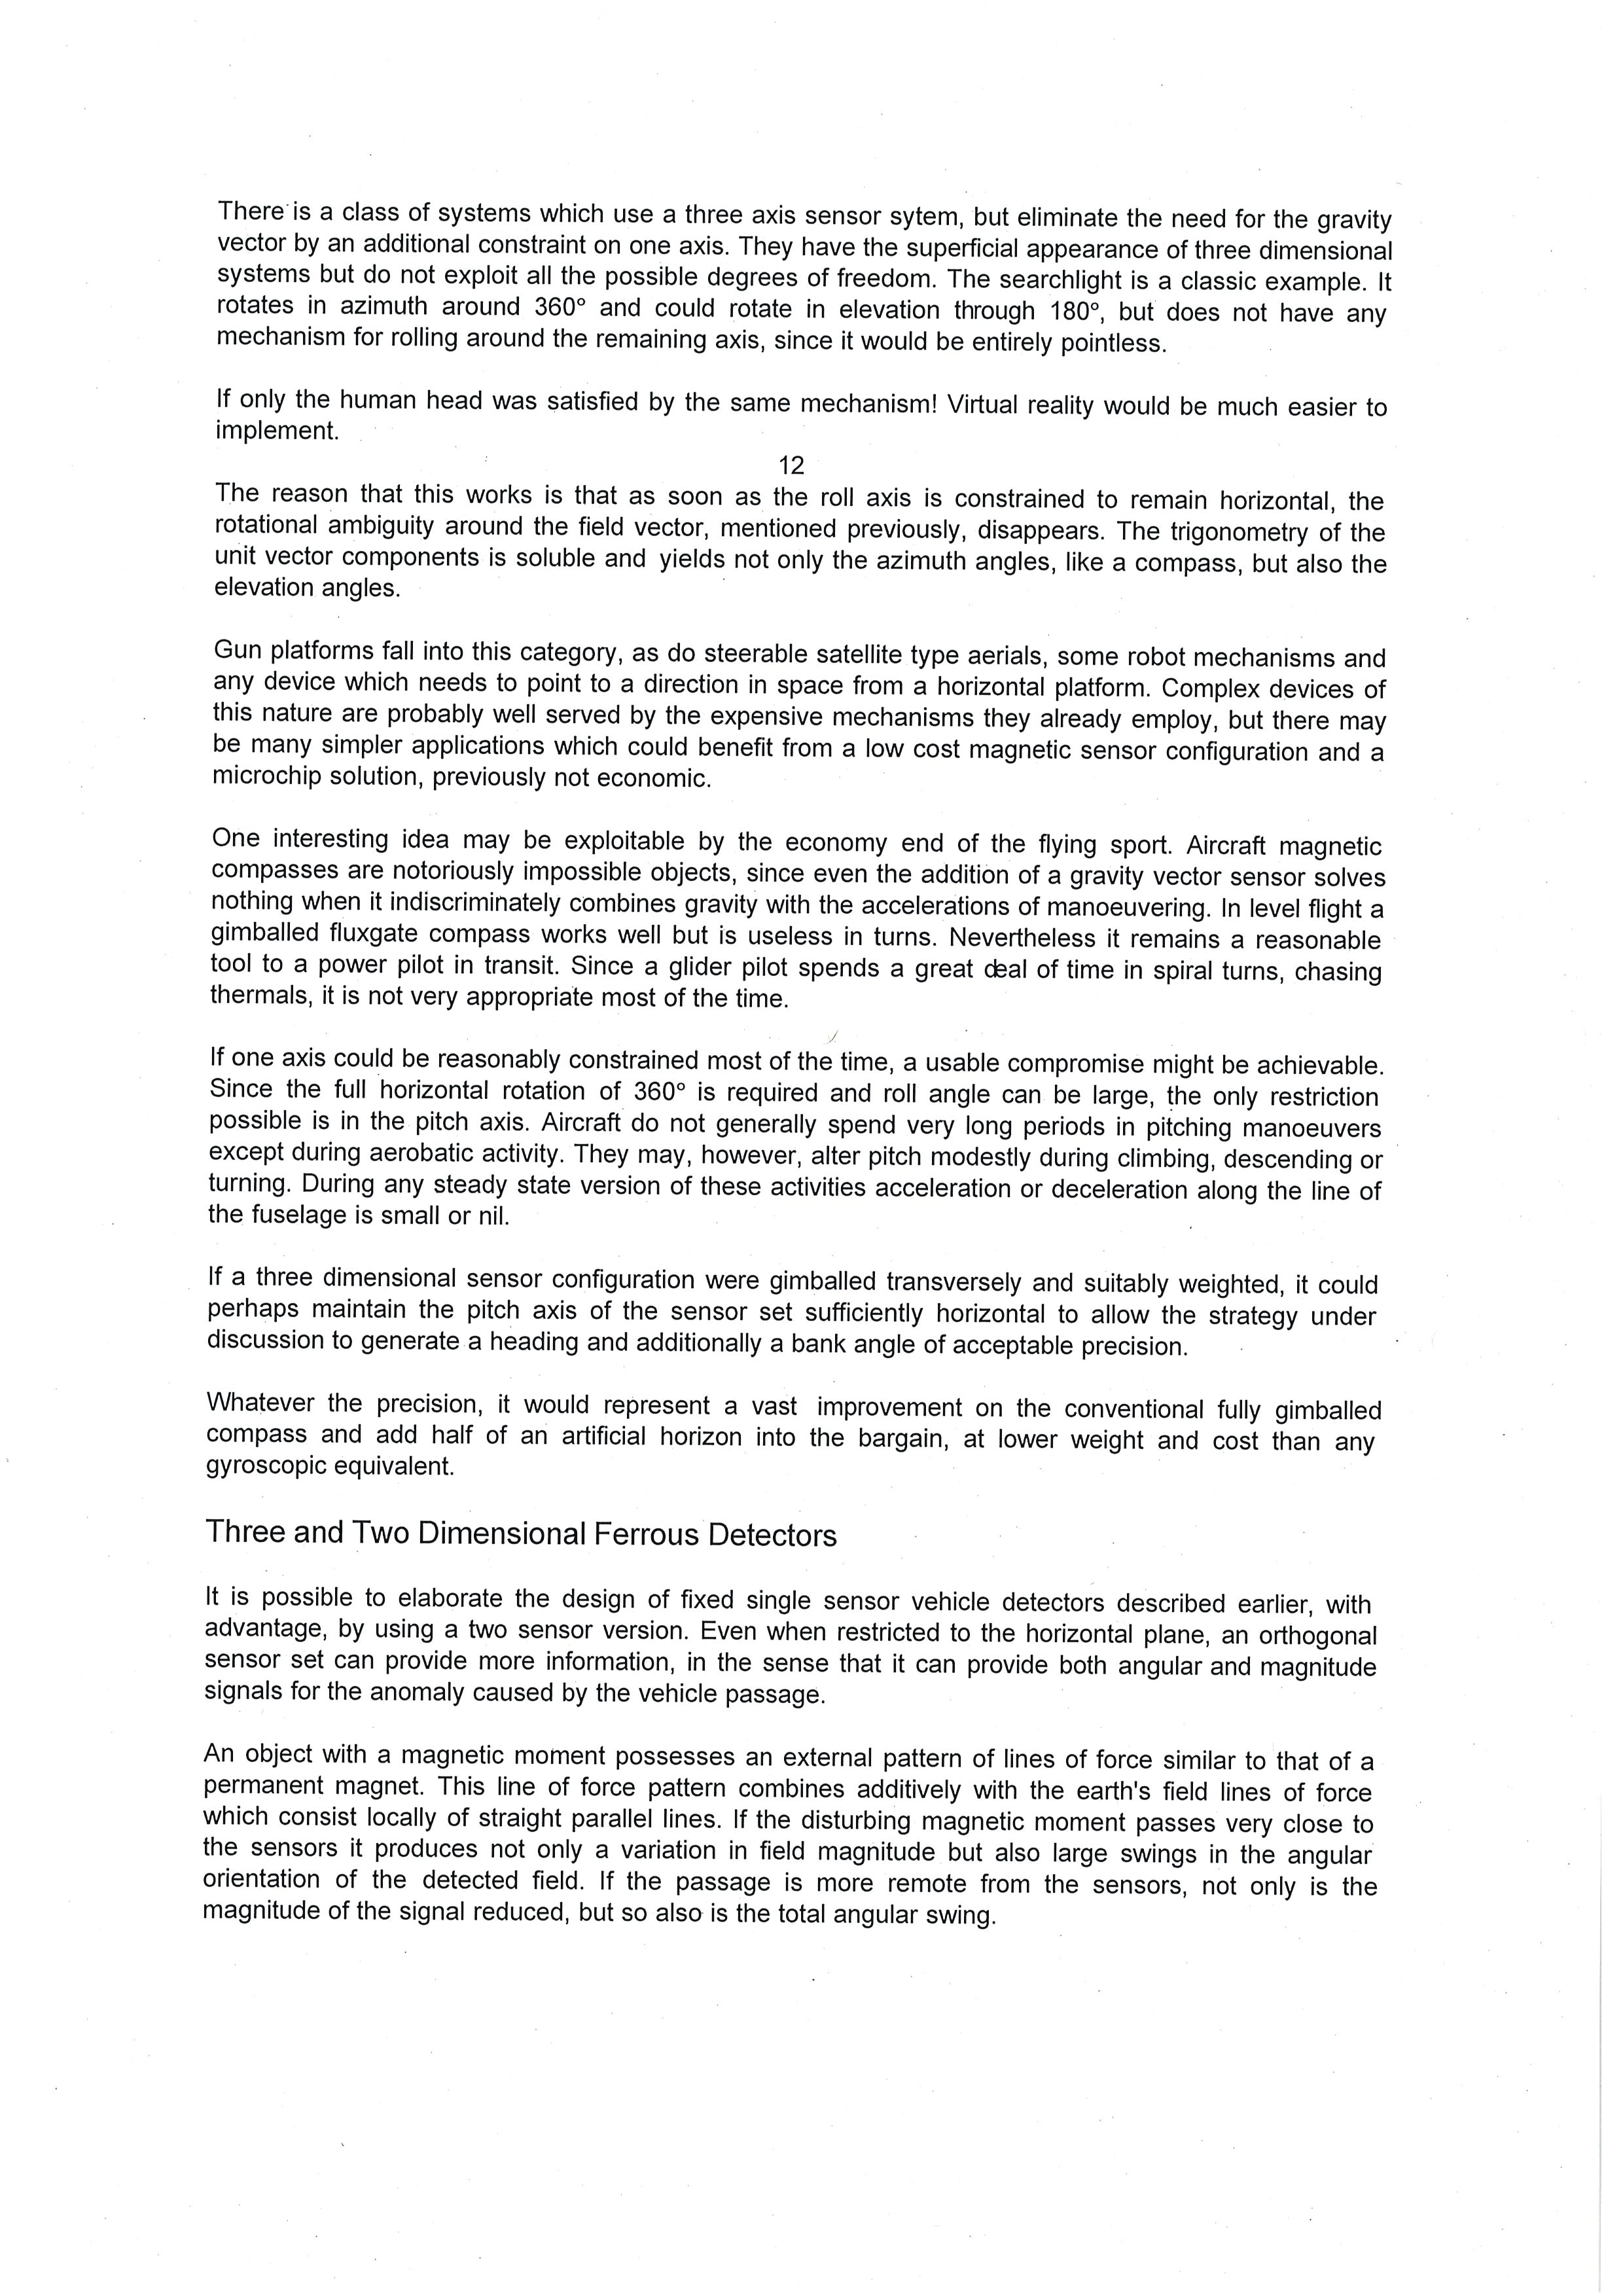 There is a class of systems which use a three axis sensor sytem, but eliminate the need for the gravity
vector by an additional constraint on one axis. They have the superficial appearance of three dimensional
systems but do not exploit all the possible degrees of freedom. The searchlight is a classic example. It
rotates in azimuth around 360° and could rotate in elevation through 180°, but does not have any
mechanism for rolling around the remaining axis, since it would be entirely pointless.
If only the human head was satisfied by the same mechanism! Virtual reality would be much easier to
implement.
12
The reason that this works is that as soon as the roll axis is constrained to remain horizontal, the
rotational ambiguity around the field vector, mentioned previously, disappears. The trigonometry of the
unit vector components is soluble and yields not only the azimuth angles, like a compass, but also the
elevation angles.
Gun platforms fall into this category, as do steerable satellite type aerials, some robot mechanisms and
any device which needs to point to a direction in space from a horizontal platform. Complex devices of
this nature are probably well served by the expensive mechanisms they already employ, but there may
be many simpler applications which could benefit from a low cost magnetic sensor configuration and a
microchip solution, previously not economic.
One interesting idea may be exploitable by the economy end of the flying sport. Aircraft magnetic
compasses are notoriously impossible objects, since even the addition of a gravity vector sensor solves
nothing when it indiscriminately combines gravity with the accelerations of manoeuvering. In level flight a
gimballed fluxgate compass works well but is useless in turns. Nevertheless it remains a reasonable
tool to a power pilot in transit. Since a glider pilot spends a great deal of time in spiral turns, chasing
thermals, it is not very appropriate most of the time.
If one axis could be reasonably constrained most of the time, a usable compromise might be achievable.
Since the full horizontal rotation of 360° is required and roll angle can be large, the only restriction
possible is in the pitch axis. Aircraft do not generally spend very long periods in pitching manoeuvers
except during aerobatic activity. They may, however, alter pitch modestly during climbing, descending or
turning. During any steady state version of these activities acceleration or deceleration along the line of
the fuselage is small or nil.
If a three dimensional sensor configuration were gimballed transversely and suitably weighted, it could
perhaps maintain the pitch axis of the sensor set sufficiently horizontal to allow the strategy under
discussion to generate a heading and additionally a bank angle of acceptable precision.
Whatever the precision, it would represent a vast improvement on the conventional fully gimballed
compass and add half of an artificial horizon into the bargain, at lower weight and cost than any
gyroscopic equivalent.
Three and Two Dimensional Ferrous Detectors
It is possible to elaborate the design of fixed single sensor vehicle detectors described earlier, with
advantage, by using a two sensor version. Even when restricted to the horizontal plane, an orthogonal
sensor set can provide more information, in the sense that it can provide both angular and magnitude
signals for the anomaly caused by the vehicle passage.
An object with a magnetic moment possesses an external pattern of lines of force similar to that of a
permanent magnet. This line of force pattern combines additively with the earth's field lines of force
which consist locally of straight parallel lines. If the disturbing magnetic moment passes very close to
the sensors it produces not only a variation in field magnitude but also large swings in the angular
orientation of the detected field. If the passage is more remote from the sensors, not only is the
magnitude of the signal reduced, but so also is the total angular swing.